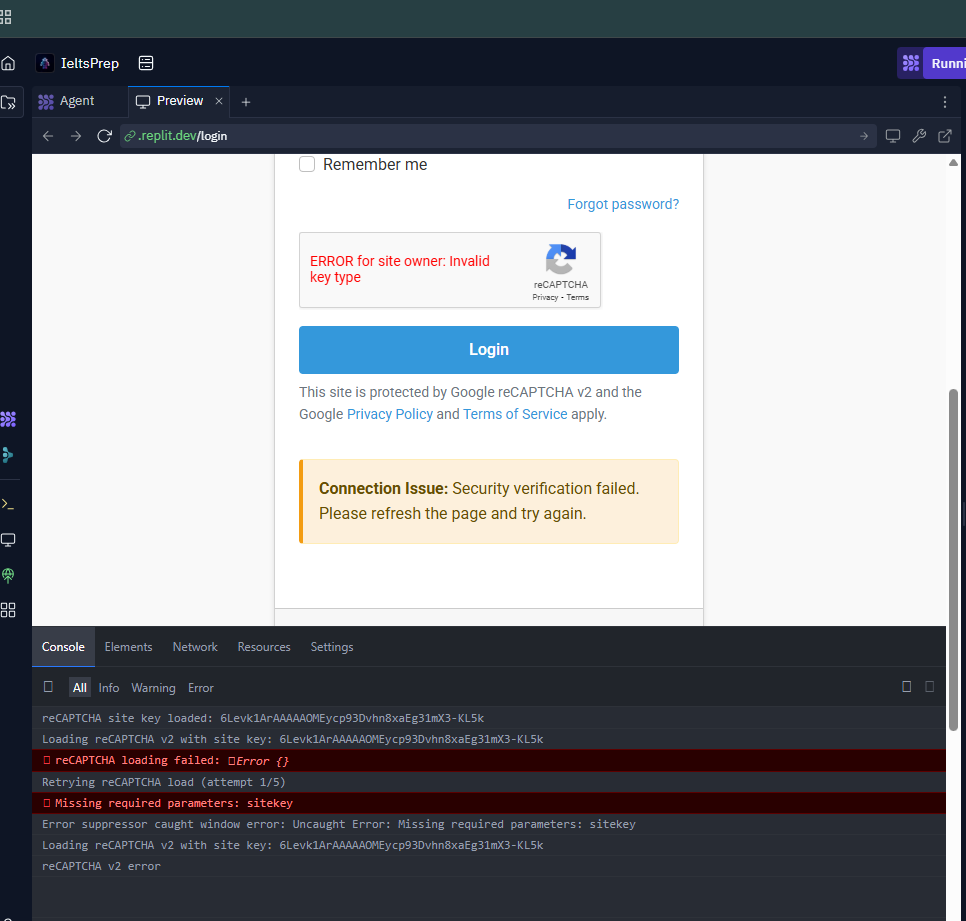 IeltsPrep
Runni
Agent
Preview
.replit.dev/login
Remember me
Forgot password?
ERROR for site owner: Invalid
key type
reCAPTCHA
Privacy - Terms
Login
This site is protected by Google reCAPTCHA v2 and the
Google Privacy Policy and Terms of Service apply.
Connection Issue: Security verification failed.
Please refresh the page and try again.
Console Elements Network Resources Settings
All Info Warning Error
reCAPTCHA site key loaded: 6Levk1ArAAAAAOMEycp93Dvhn8xaEg31mX3-KL5k
Loading reCAPTCHA v2 with site key: 6Levk1ArAAAAAOMEycp93Dvhn8xaEg31mX3-KL5k
reCAPTCHA loading failed: Error {}
Retrying reCAPTCHA load (attempt 1/5)
Missing required parameters: sitekey
Error suppressor caught window error: Uncaught Error: Missing required parameters: sitekey
Loading reCAPTCHA v2 with site key: 6Levk1ArAAAAAOMEycp93Dvhn8xaEg31mX3-KL5k
reCAPTCHA v2 error